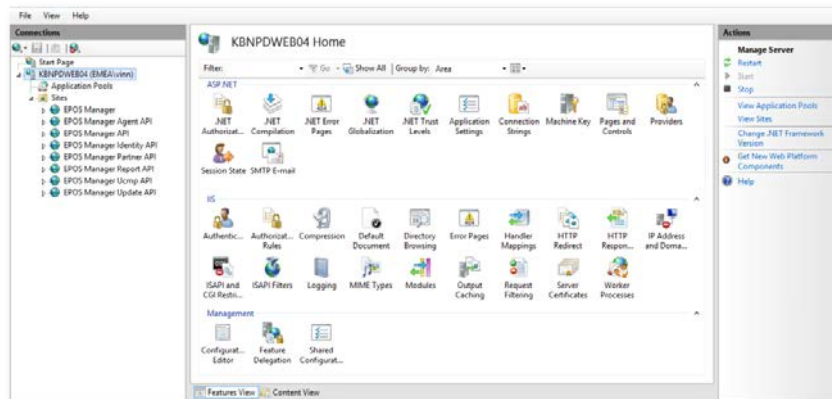 File View Help
Connections
Start Page
KBNPDWEB04 (EMEA\vinn)
Application Pools
Sites
EPOS Manager
EPOS Manager Agent API
EPOS Manager API
EPOS Manager Identity API
EPOS Manager Partner API
EPOS Manager Report API
EPOS Manager Ucmp API
EPOS Manager Update API
KBNPDWEB04 Home
Filter: Go Show All Group by: Area
ASP.NET
.NET Authorizat...
.NET Compilation
.NET Error Pages
.NET Globalization
.NET Trust Levels
Application Settings
Connection Strings
Machine Key
Pages and Controls
Providers
Session State
SMTP E-mail
IIS
Authentic...
Authorizat... Rules
Compression
Default Document
Directory Browsing
Error Pages
Handler Mappings
HTTP Redirect
HTTP Respon...
IP Address and Doma...
ISAPI and CGI Restri...
ISAPI Filters
Logging
MIME Types
Modules
Output Caching
Request Filtering
Server Certificates
Worker Processes
Management
Configurat... Editor
Feature Delegation
Shared Configurat...
Features View Content View
Actions
Manage Server
Restart
Start
Stop
View Application Pools
View Sites
Change .NET Framework Version
Get New Web Platform Components
Help